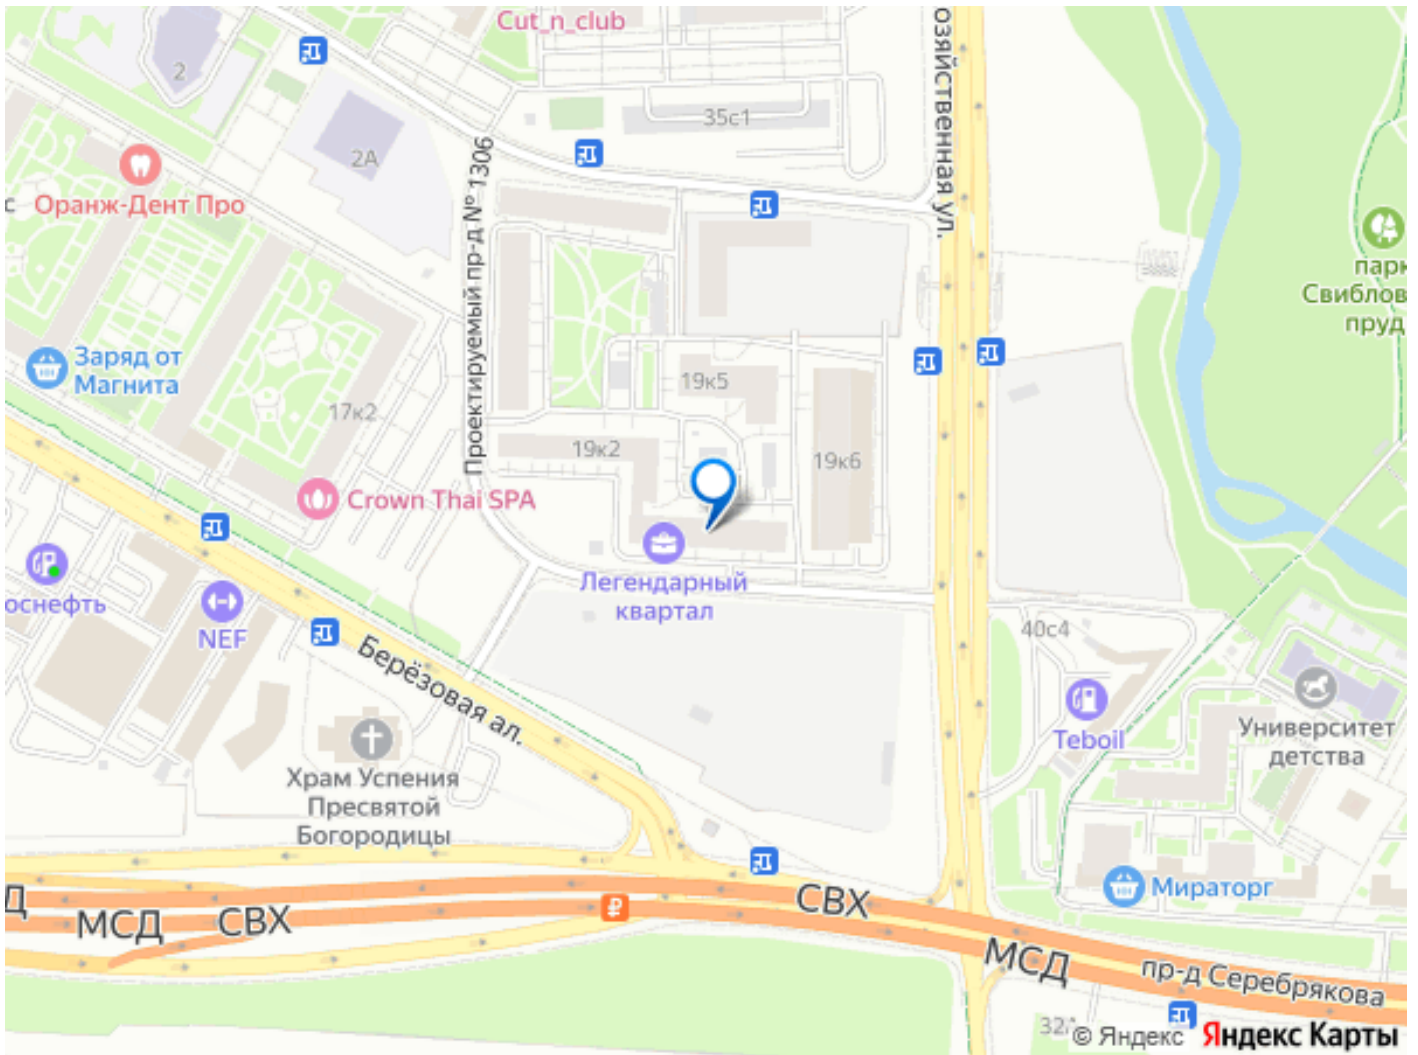 Cut_n_club
озяйственная ул.
2
35с1
2А
Проектируемый пр-д № 1306
с
Оранж-Дент Про
парк
Свиблов
пруд
Заряд от
Магнита
19к5
17к2
19к2
19к6
Crown Thai SPA
Легендарный
квартал
оснефть
NEF
40с4
Берёзовая ал.
Teboil
Университет
детства
Храм Успения
Пресвятой
Богородицы
Мираторг
Д
МСД
СВХ
СВХ
МСД
пр-д Серебрякова
© Яндекс Яндекс Карты